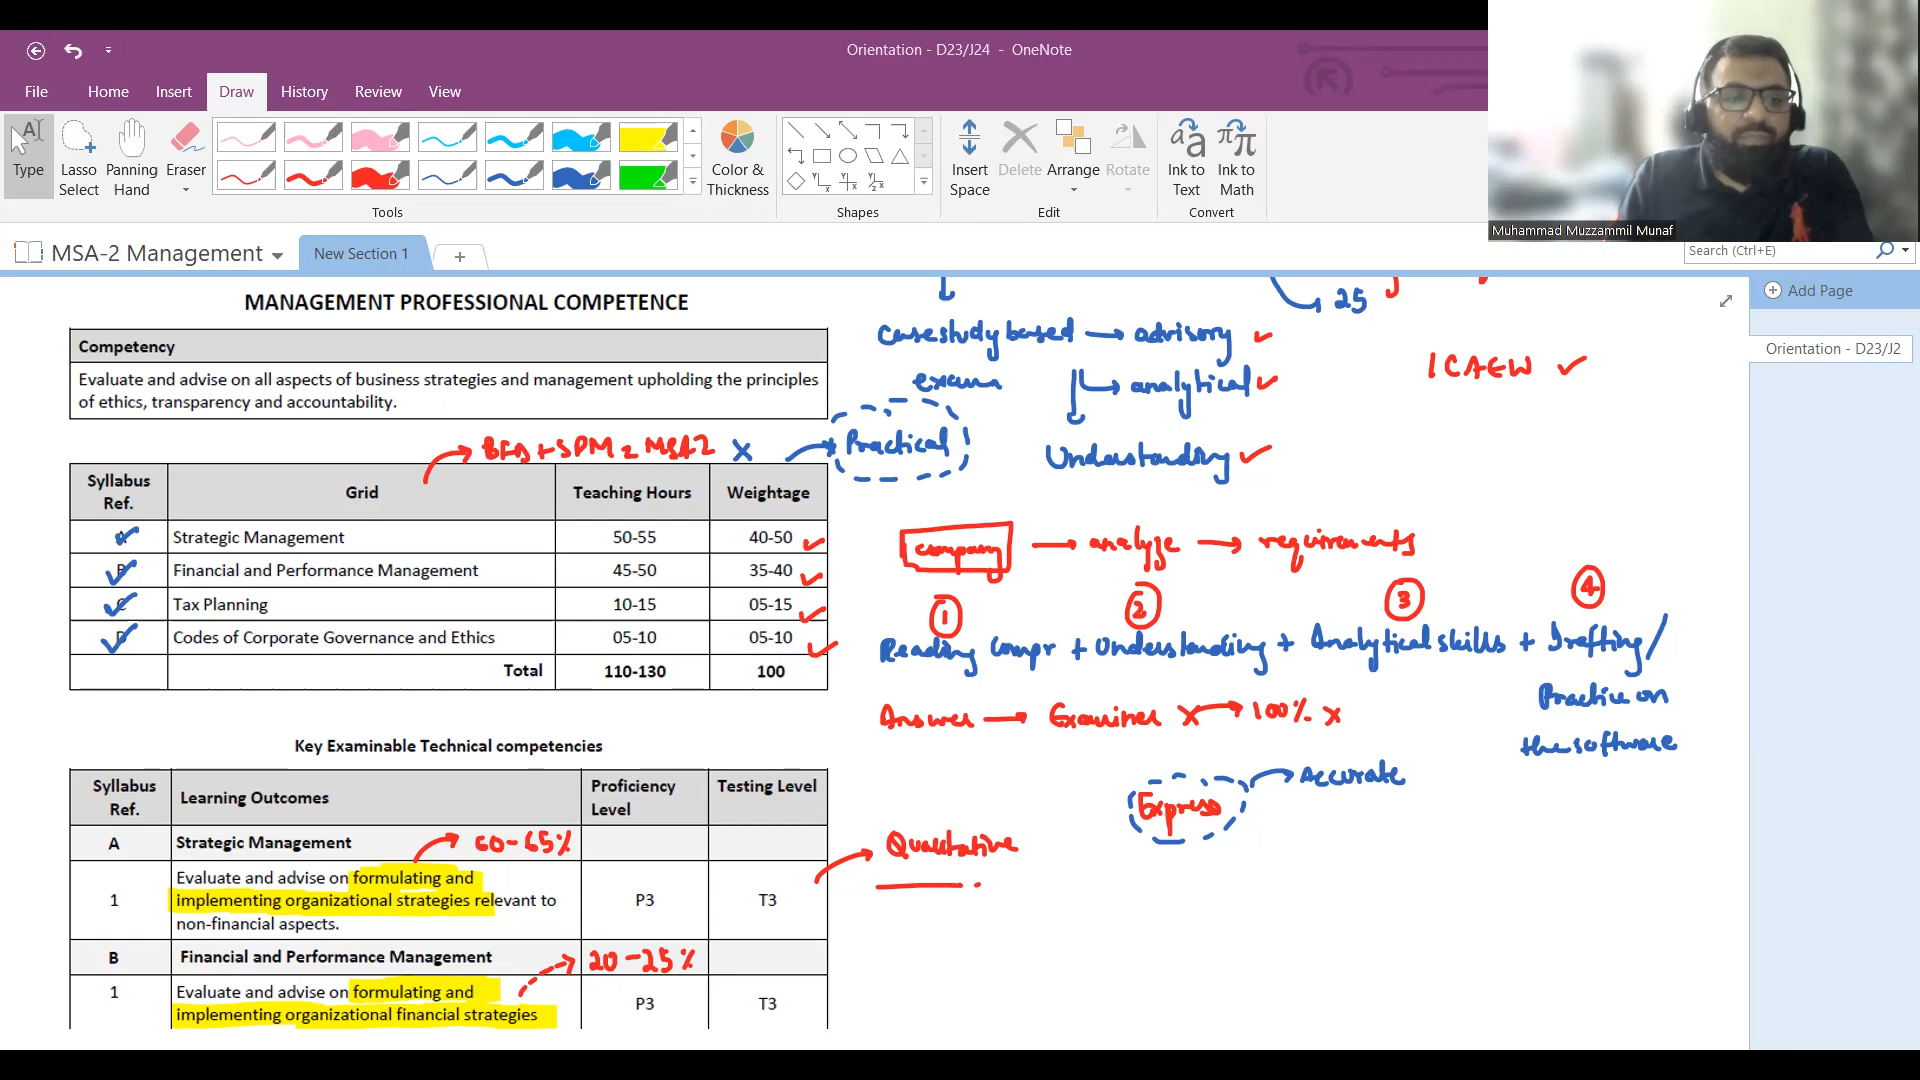 Orientation - D23/J24 - OneNote
File Home Insert Draw History Review View
Type Lasso Select Panning Hand Eraser Color & Thickness Insert Space Delete Arrange Rotate Ink to Text Ink to Math
Tools Shapes Edit Convert
Muhammad Muzzammil Munaf
MSA-2 Management New Section 1 + Search (Ctrl+E)
Add Page
Orientation - D23/J2
MANAGEMENT PROFESSIONAL COMPETENCE
Competency
Evaluate and advise on all aspects of business strategies and management upholding the principles
of ethics, transparency and accountability.
BFD + SPM = MSA2 x
Syllabus Ref. Grid Teaching Hours Weightage
A Strategic Management 50-55 40-50
B Financial and Performance Management 45-50 35-40
C Tax Planning 10-15 05-15
D Codes of Corporate Governance and Ethics 05-10 05-10
Total 110-130 100
Key Examinable Technical competencies
Syllabus Ref. Learning Outcomes Proficiency Level Testing Level
A Strategic Management 60-65%
1 Evaluate and advise on formulating and
implementing organizational strategies relevant to
non-financial aspects. P3 T3
B Financial and Performance Management 20-25%
1 Evaluate and advise on formulating and
implementing organizational financial strategies P3 T3
25
Casestudy based → advisory ✓
exam → analytical ✓
ICAEW ✓
Practical
Understanding ✓
company → analyze → requirements
1 2 3 4
Reading Compr + Understanding + Analytical skills + Drafting /
Practice on
the software
Answer → Examiner x → 100% x
Express → Accurate
Qualitative